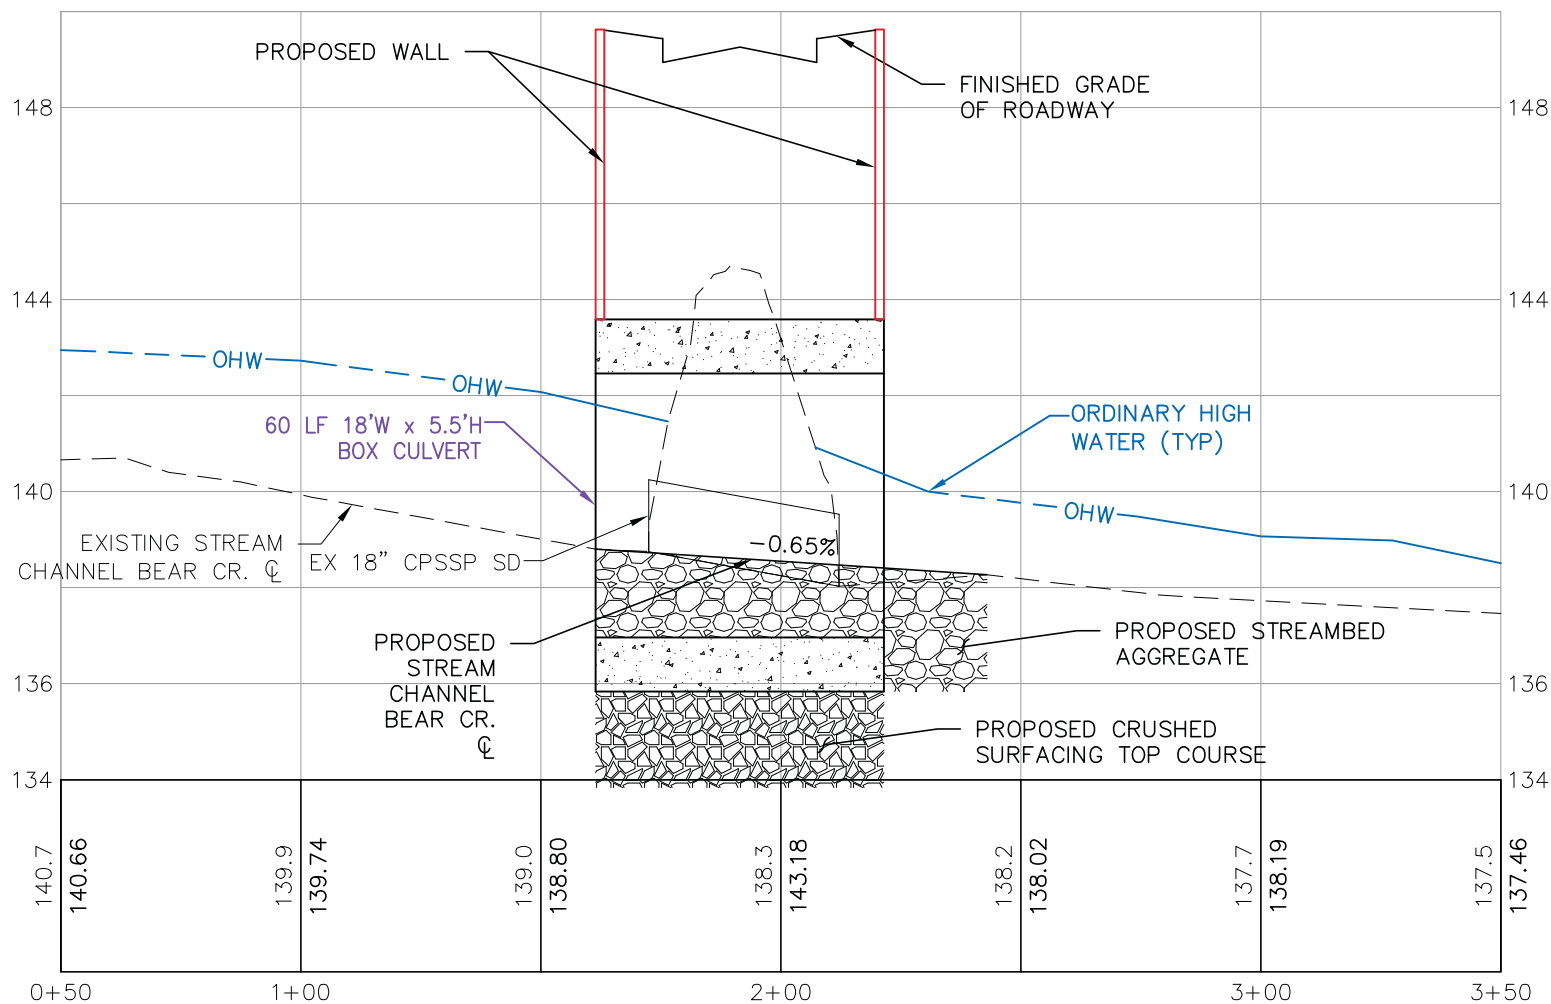 PROPOSED WALL
FINISHED GRADE
OF ROADWAY
148
148
144
144
OHW
OHW
60 LF 18'W x 5.5'H
BOX CULVERT
ORDINARY HIGH
WATER (TYP)
140
140
OHW
EXISTING STREAM
CHANNEL BEAR CR. ℄
EX 18" CPSSP SD
-0.65%
PROPOSED
STREAM
CHANNEL
BEAR CR.
℄
PROPOSED STREAMBED
AGGREGATE
136
136
PROPOSED CRUSHED
SURFACING TOP COURSE
134
134
140.7
140.66
139.9
139.74
139.0
138.80
138.3
143.18
138.2
138.02
137.7
138.19
137.5
137.46
0+50
1+00
2+00
3+00
3+50